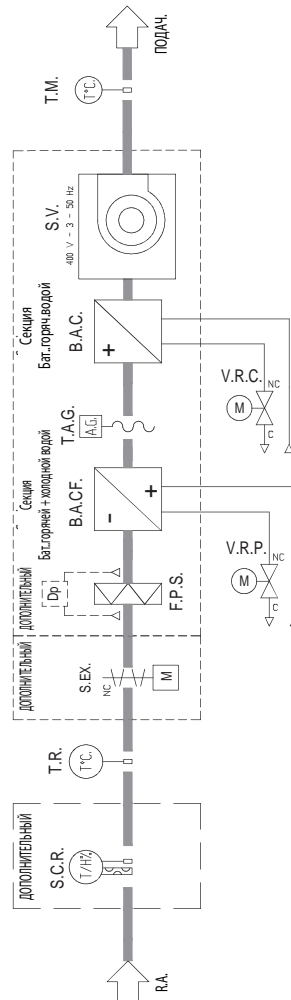 ПОДАЧ.
T.M.
T°C.
S.V.
400 V - 3 - 50 Hz
Секция
Бат..горяч.водой
B.A.C.
+
V.R.C.
M
NC
C
T.A.G.
A.G.
Секция
Бат.горячей + холодной водой
B.ACF.
-
+
V.R.P.
M
NC
C
ДОПОЛНИТЕЛЬНЫЙ
Dp
F.P.S.
ДОПОЛНИТЕЛЬНЫЙ
S.EX.
NC
M
T.R.
T°C.
ДОПОЛНИТЕЛЬНЫЙ
S.C.R.
T/H%
R.A.